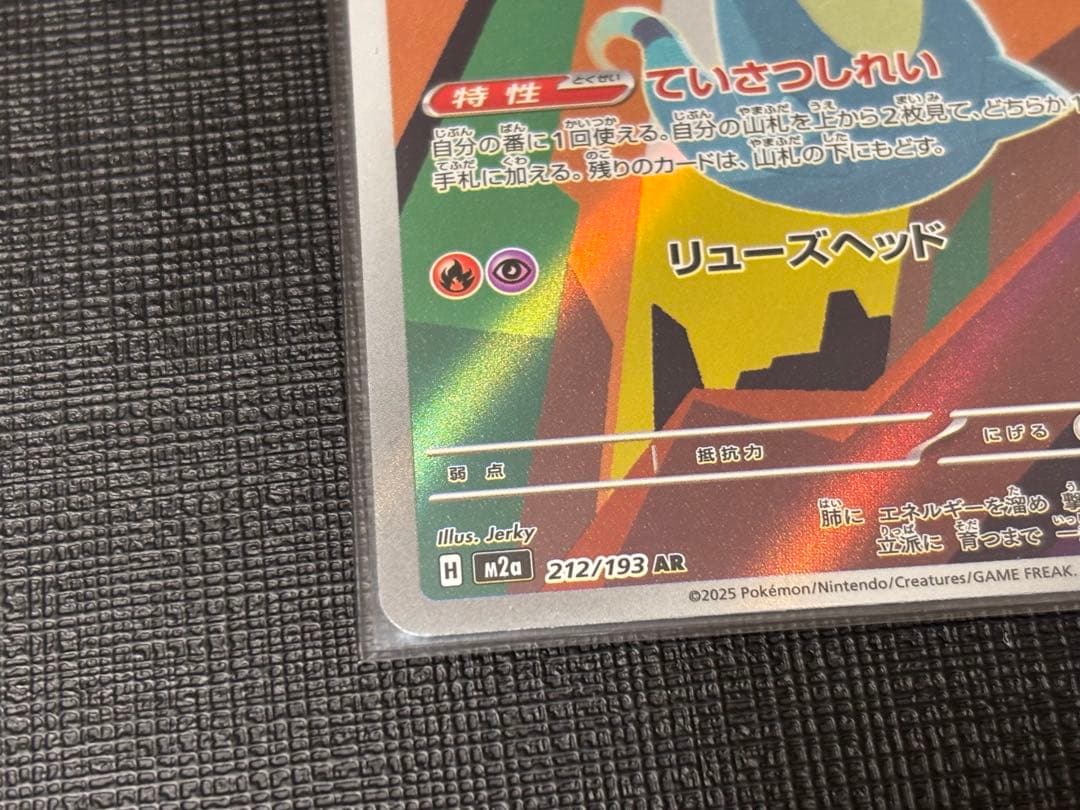 特性 とくせい ていさつしれい
自分の番に1回使える。自分の山札を上から2枚見て、どちらか1
手札に加える。残りのカードは、山札の下にもどす。
リューズヘッド
弱点 抵抗力 にげる
肺に エネルギーを溜め
立派に 育つまで
Illus. Jerky
H M2a 212/193 AR
©2025 Pokémon/Nintendo/Creatures/GAME FREAK.